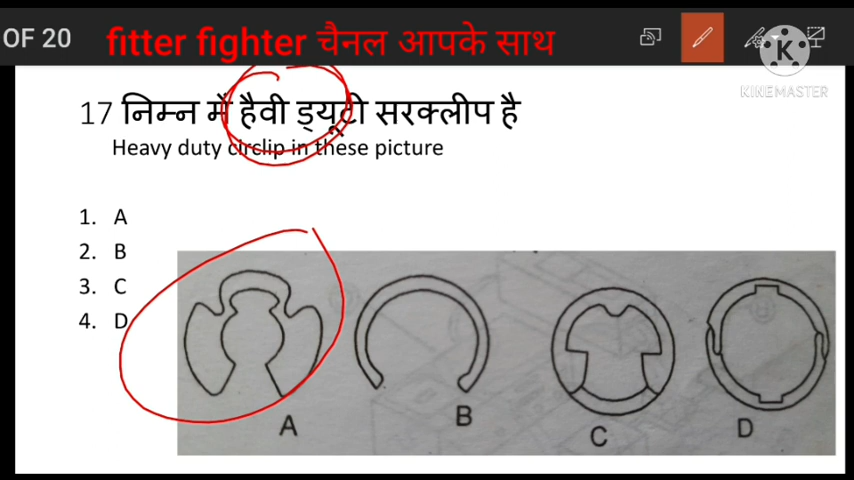 OF 20
fitter fighter चैनल आपके साथ
K
KINEMASTER
17 निम्न में हैवी ड्यूटी सरक्लीप है
Heavy duty circlip in these picture
1. A
2. B
3. C
4. D
A
B
C
D